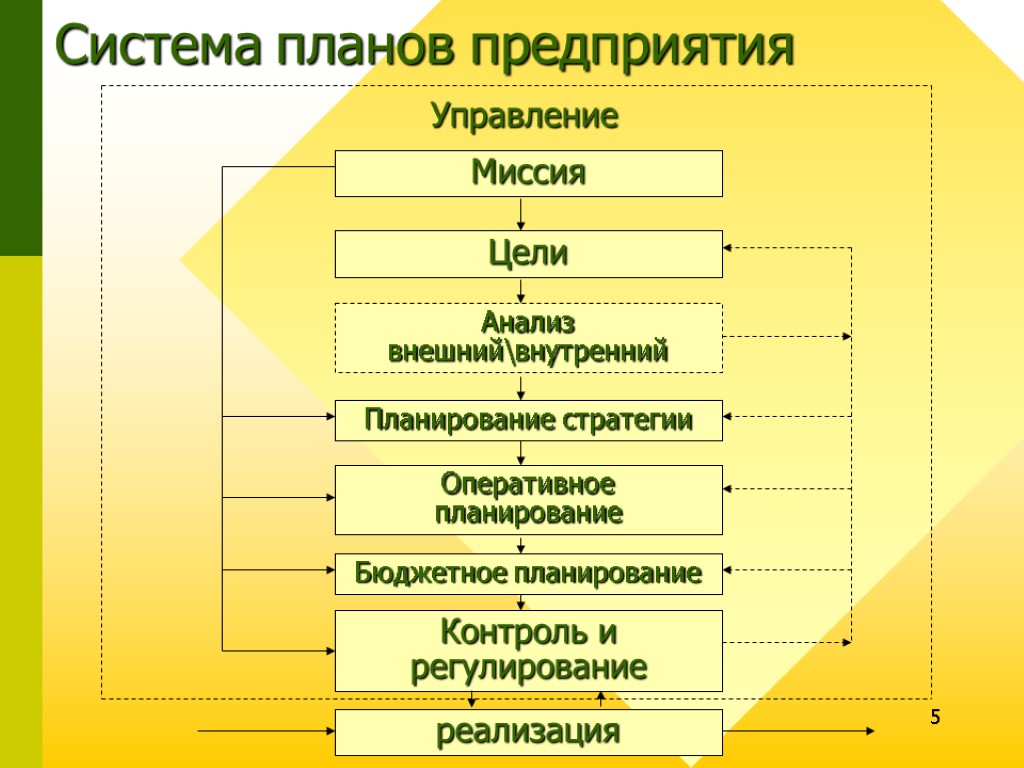 Система планов предприятия
Управление
Миссия
Цели
Анализ
внешний\внутренний
Планирование стратегии
Оперативное
планирование
Бюджетное планирование
Контроль и
регулирование
реализация
5